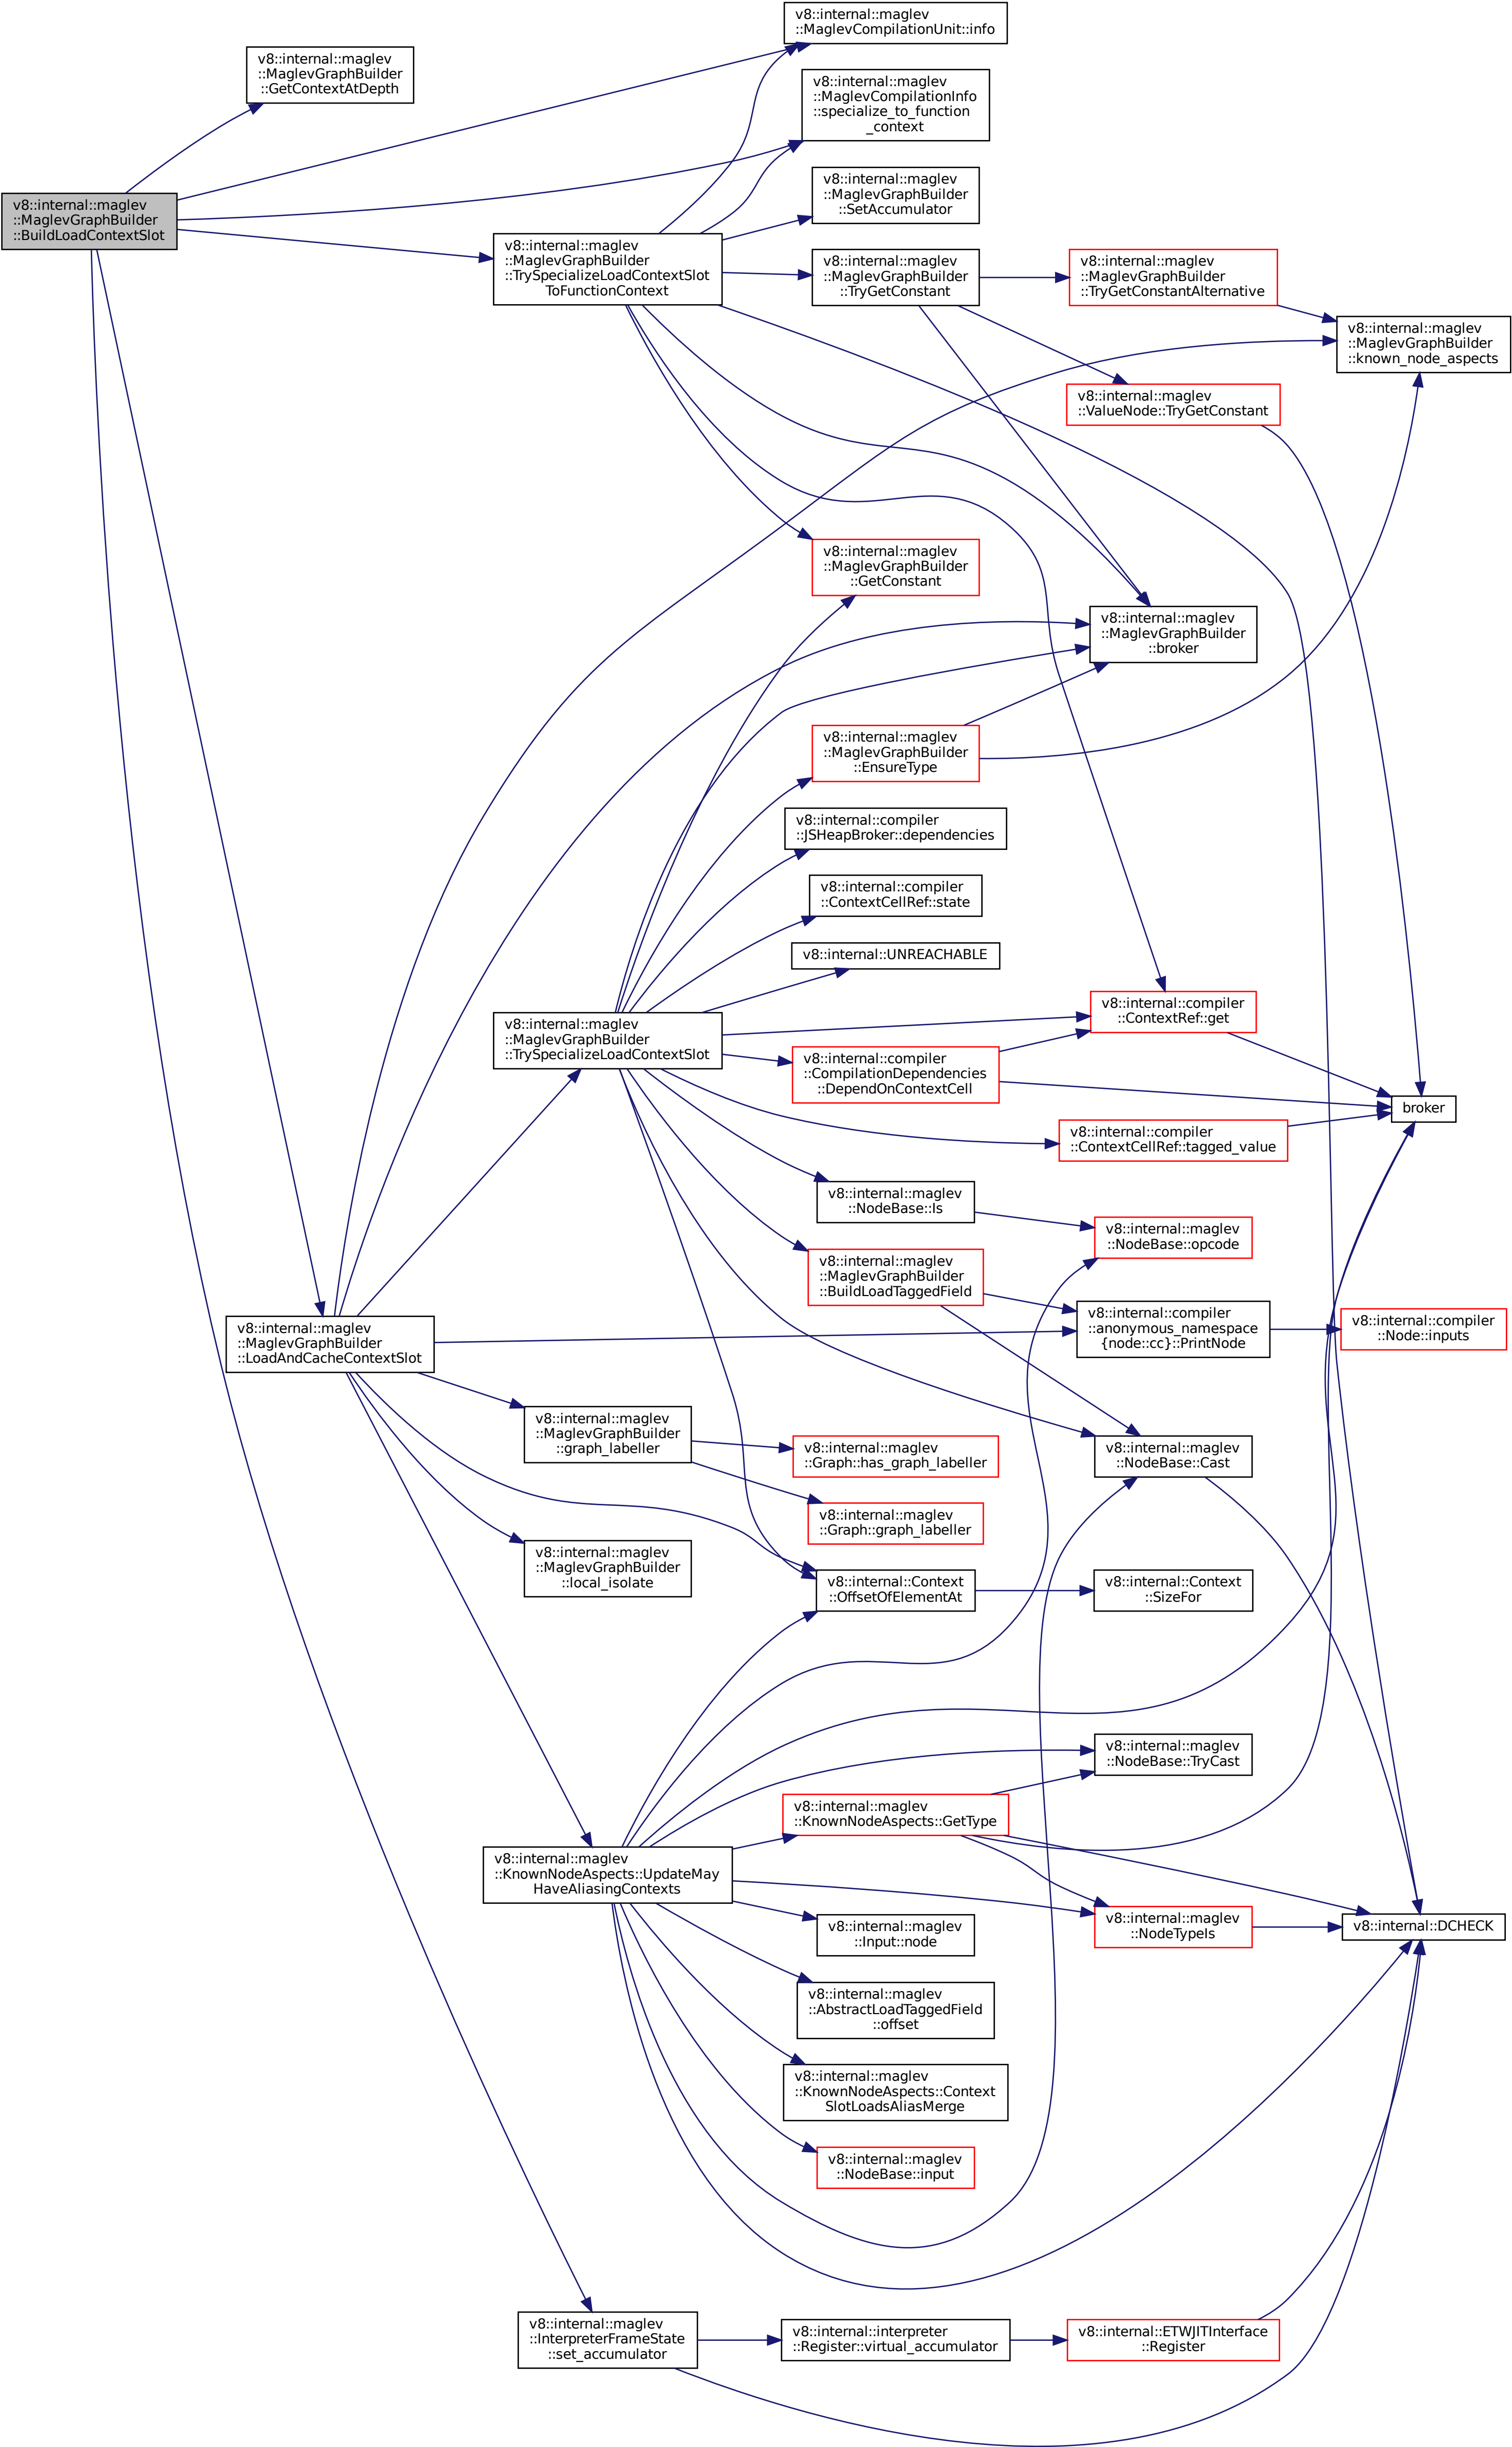 v8::internal::maglev
::MaglevCompilationUnit::info
v8::internal::maglev
::MaglevGraphBuilder
::GetContextAtDepth
v8::internal::maglev
::MaglevCompilationInfo
::specialize_to_function
_context
v8::internal::maglev
::MaglevGraphBuilder
::BuildLoadContextSlot
v8::internal::maglev
::MaglevGraphBuilder
::SetAccumulator
v8::internal::maglev
::MaglevGraphBuilder
::TrySpecializeLoadContextSlot
ToFunctionContext
v8::internal::maglev
::MaglevGraphBuilder
::TryGetConstant
v8::internal::maglev
::MaglevGraphBuilder
::TryGetConstantAlternative
v8::internal::maglev
::MaglevGraphBuilder
::known_node_aspects
v8::internal::maglev
::ValueNode::TryGetConstant
v8::internal::maglev
::MaglevGraphBuilder
::GetConstant
v8::internal::maglev
::MaglevGraphBuilder
::broker
v8::internal::maglev
::MaglevGraphBuilder
::EnsureType
v8::internal::compiler
::JSHeapBroker::dependencies
v8::internal::compiler
::ContextCellRef::state
v8::internal::UNREACHABLE
v8::internal::maglev
::MaglevGraphBuilder
::TrySpecializeLoadContextSlot
v8::internal::compiler
::ContextRef::get
v8::internal::compiler
::CompilationDependencies
::DependOnContextCell
broker
v8::internal::compiler
::ContextCellRef::tagged_value
v8::internal::maglev
::NodeBase::Is
v8::internal::maglev
::NodeBase::opcode
v8::internal::maglev
::MaglevGraphBuilder
::BuildLoadTaggedField
v8::internal::maglev
::MaglevGraphBuilder
::LoadAndCacheContextSlot
v8::internal::compiler
::anonymous_namespace
{node::cc}::PrintNode
v8::internal::compiler
::Node::inputs
v8::internal::maglev
::MaglevGraphBuilder
::graph_labeller
v8::internal::maglev
::Graph::has_graph_labeller
v8::internal::maglev
::NodeBase::Cast
v8::internal::maglev
::Graph::graph_labeller
v8::internal::maglev
::MaglevGraphBuilder
::local_isolate
v8::internal::Context
::OffsetOfElementAt
v8::internal::Context
::SizeFor
v8::internal::maglev
::NodeBase::TryCast
v8::internal::maglev
::KnownNodeAspects::GetType
v8::internal::maglev
::KnownNodeAspects::UpdateMay
HaveAliasingContexts
v8::internal::maglev
::Input::node
v8::internal::maglev
::NodeTypeIs
v8::internal::DCHECK
v8::internal::maglev
::AbstractLoadTaggedField
::offset
v8::internal::maglev
::KnownNodeAspects::Context
SlotLoadsAliasMerge
v8::internal::maglev
::NodeBase::input
v8::internal::maglev
::InterpreterFrameState
::set_accumulator
v8::internal::interpreter
::Register::virtual_accumulator
v8::internal::ETWJITInterface
::Register